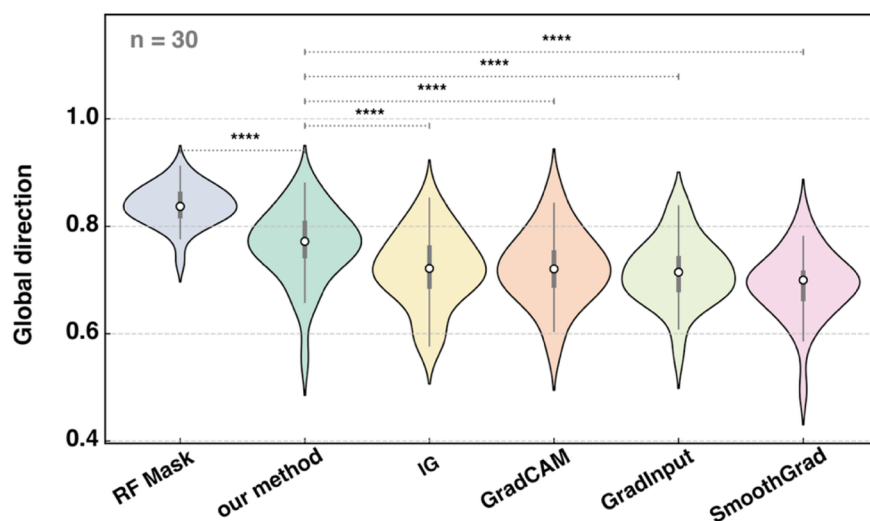 n = 30
****
****
****
****
****
1.0
0.8
0.6
0.4
Global direction
RF Mask
our method
IG
GradCAM
GradInput
SmoothGrad